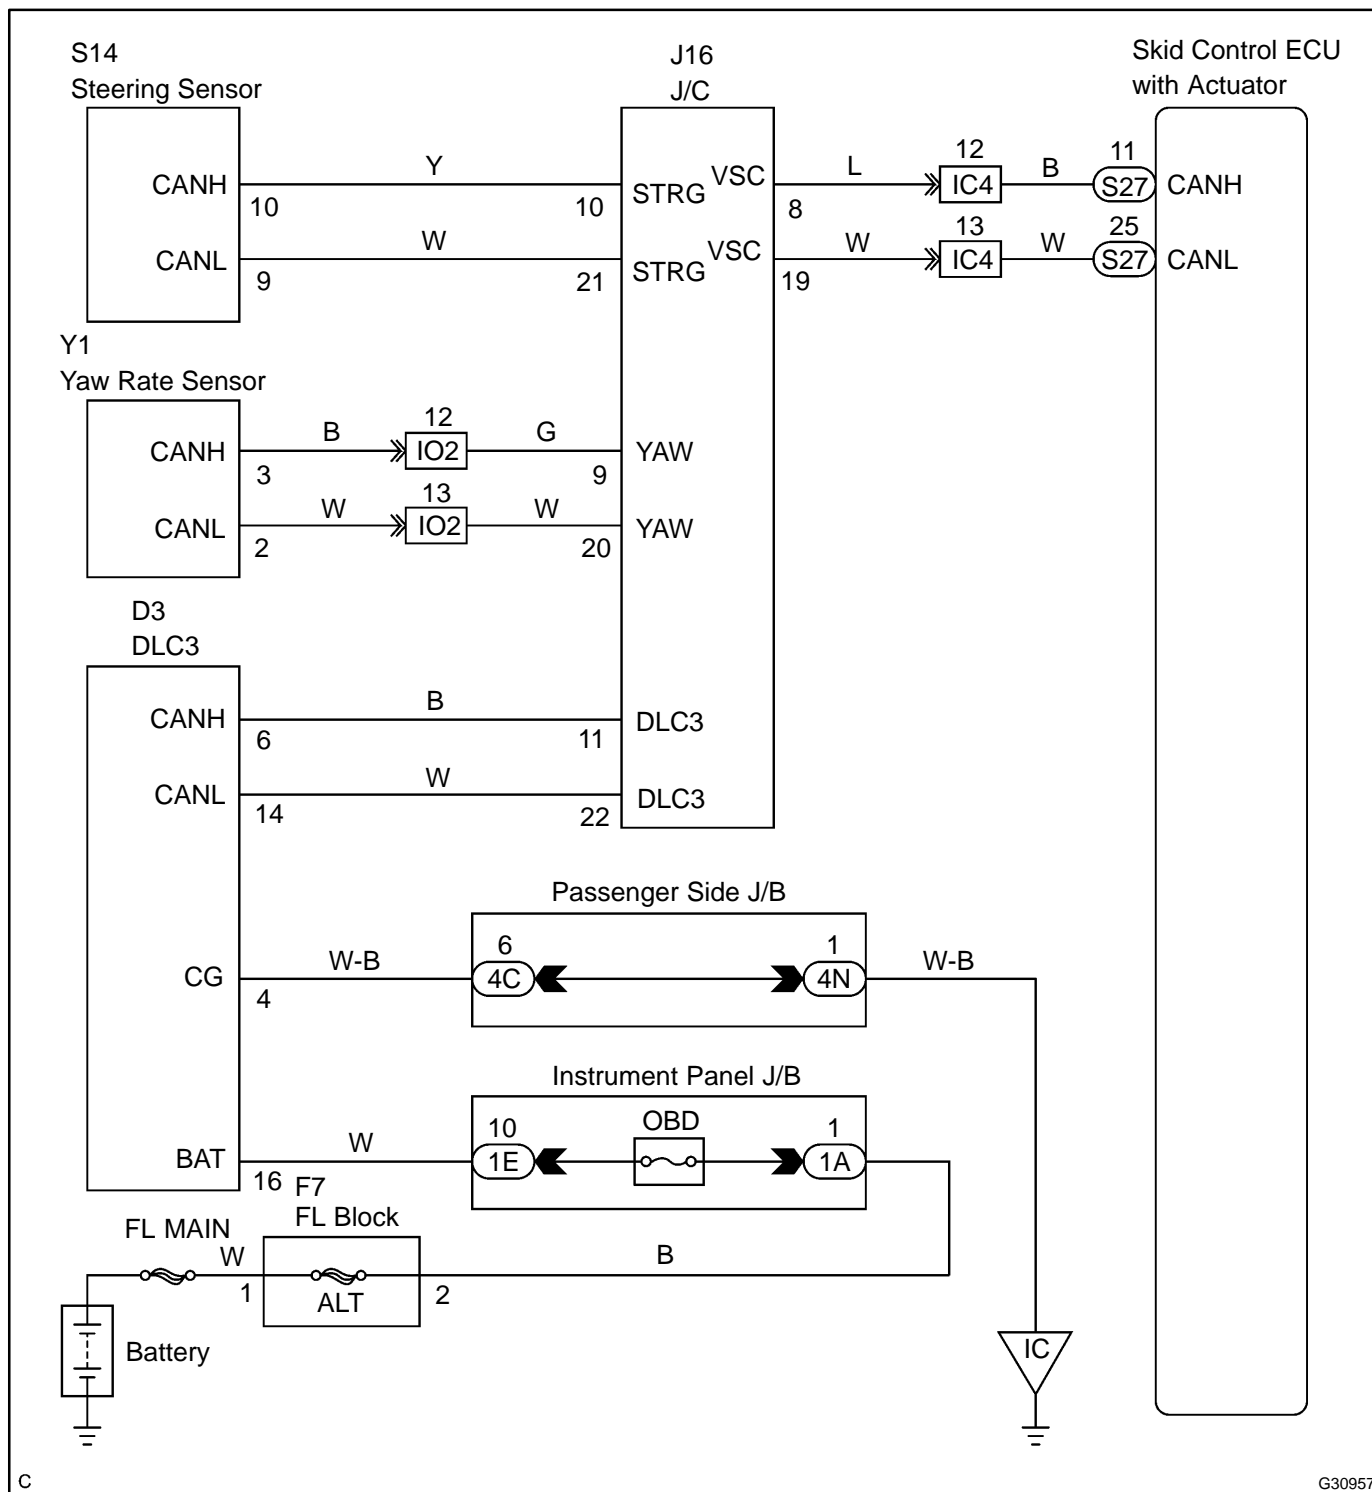 S14
Steering Sensor
J16
J/C
Skid Control ECU
with Actuator
CANH
10
Y
10
STRG
VSC
8
L
12
IC4
B
11
S27
CANH
CANL
9
W
21
STRG
VSC
19
W
13
IC4
W
25
S27
CANL
Y1
Yaw Rate Sensor
CANH
3
B
12
IO2
G
9
YAW
CANL
2
W
13
IO2
W
20
YAW
D3
DLC3
CANH
6
B
11
DLC3
CANL
14
W
22
DLC3
Passenger Side J/B
CG
4
W-B
6
4C
1
4N
W-B
Instrument Panel J/B
BAT
16
W
10
1E
OBD
1
1A
F7
FL Block
FL MAIN
W
1
ALT
2
B
Battery
IC
C
G30957